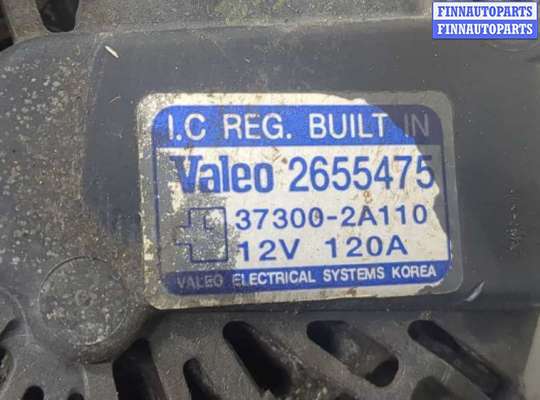 FINNAUTOPARTS
FINNAUTOPARTS
I.C REG. BUILT IN
Valeo 2655475
37300-2A110
12V 120A
VALEO ELECTRICAL SYSTEMS KOREA